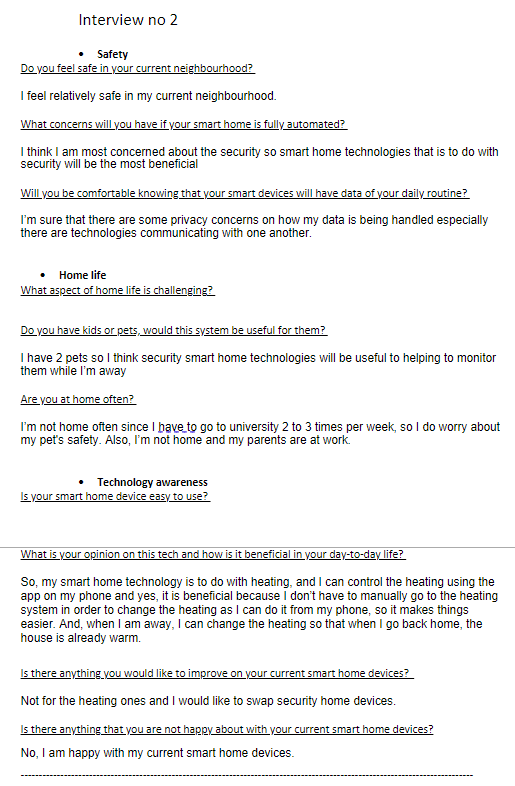 Interview no 2
• Safety
Do you feel safe in your current neighbourhood?
I feel relatively safe in my current neighbourhood.
What concerns will you have if your smart home is fully automated?
I think I am most concerned about the security so smart home technologies that is to do with
security will be the most beneficial
Will you be comfortable knowing that your smart devices will have data of your daily routine?
I'm sure that there are some privacy concerns on how my data is being handled especially
there are technologies communicating with one another.
• Home life
What aspect of home life is challenging?
Do you have kids or pets, would this system be useful for them?
I have 2 pets so I think security smart home technologies will be useful to helping to monitor
them while I'm away
Are you at home often?
I'm not home often since I have to go to university 2 to 3 times per week, so I do worry about
my pet's safety. Also, I'm not home and my parents are at work.
• Technology awareness
Is your smart home device easy to use?
What is your opinion on this tech and how is it beneficial in your day-to-day life?
So, my smart home technology is to do with heating, and I can control the heating using the
app on my phone and yes, it is beneficial because I don't have to manually go to the heating
system in order to change the heating as I can do it from my phone, so it makes things
easier. And, when I am away, I can change the heating so that when I go back home, the
house is already warm.
Is there anything you would like to improve on your current smart home devices?
Not for the heating ones and I would like to swap security home devices.
Is there anything that you are not happy about with your current smart home devices?
No, I am happy with my current smart home devices.